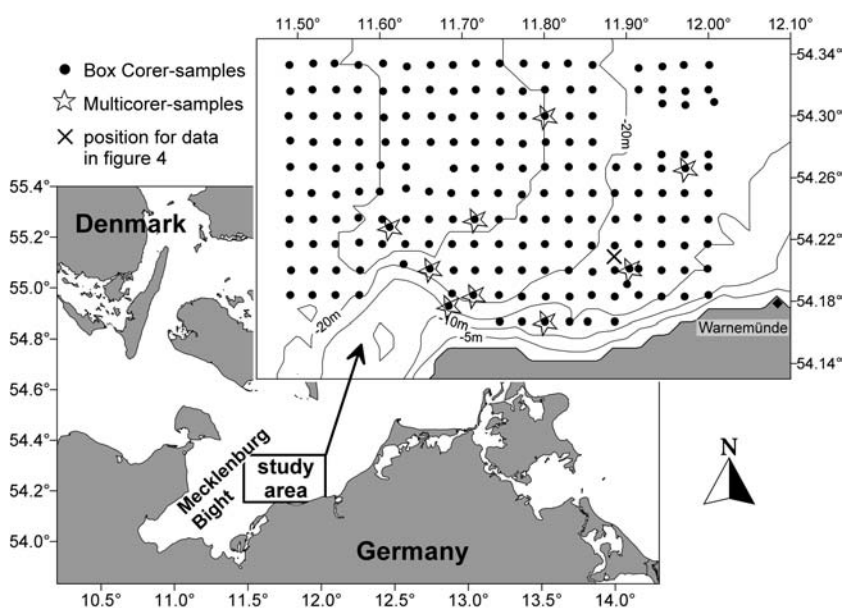 11.50° 11.60° 11.70° 11.80° 11.90° 12.00° 12.10°
54.34°
54.30°
54.26°
54.22°
54.18°
54.14°
Box Corer-samples
Multicorer-samples
position for data
in figure 4
-20m
-20m
-10m
-5m
Warnemünde
55.4°
55.2°
55.0°
54.8°
54.6°
54.4°
54.2°
54.0°
Denmark
Mecklenburg
Bight
study
area
Germany
N
10.5° 11.0° 11.5° 12.0° 12.5° 13.0° 13.5° 14.0°